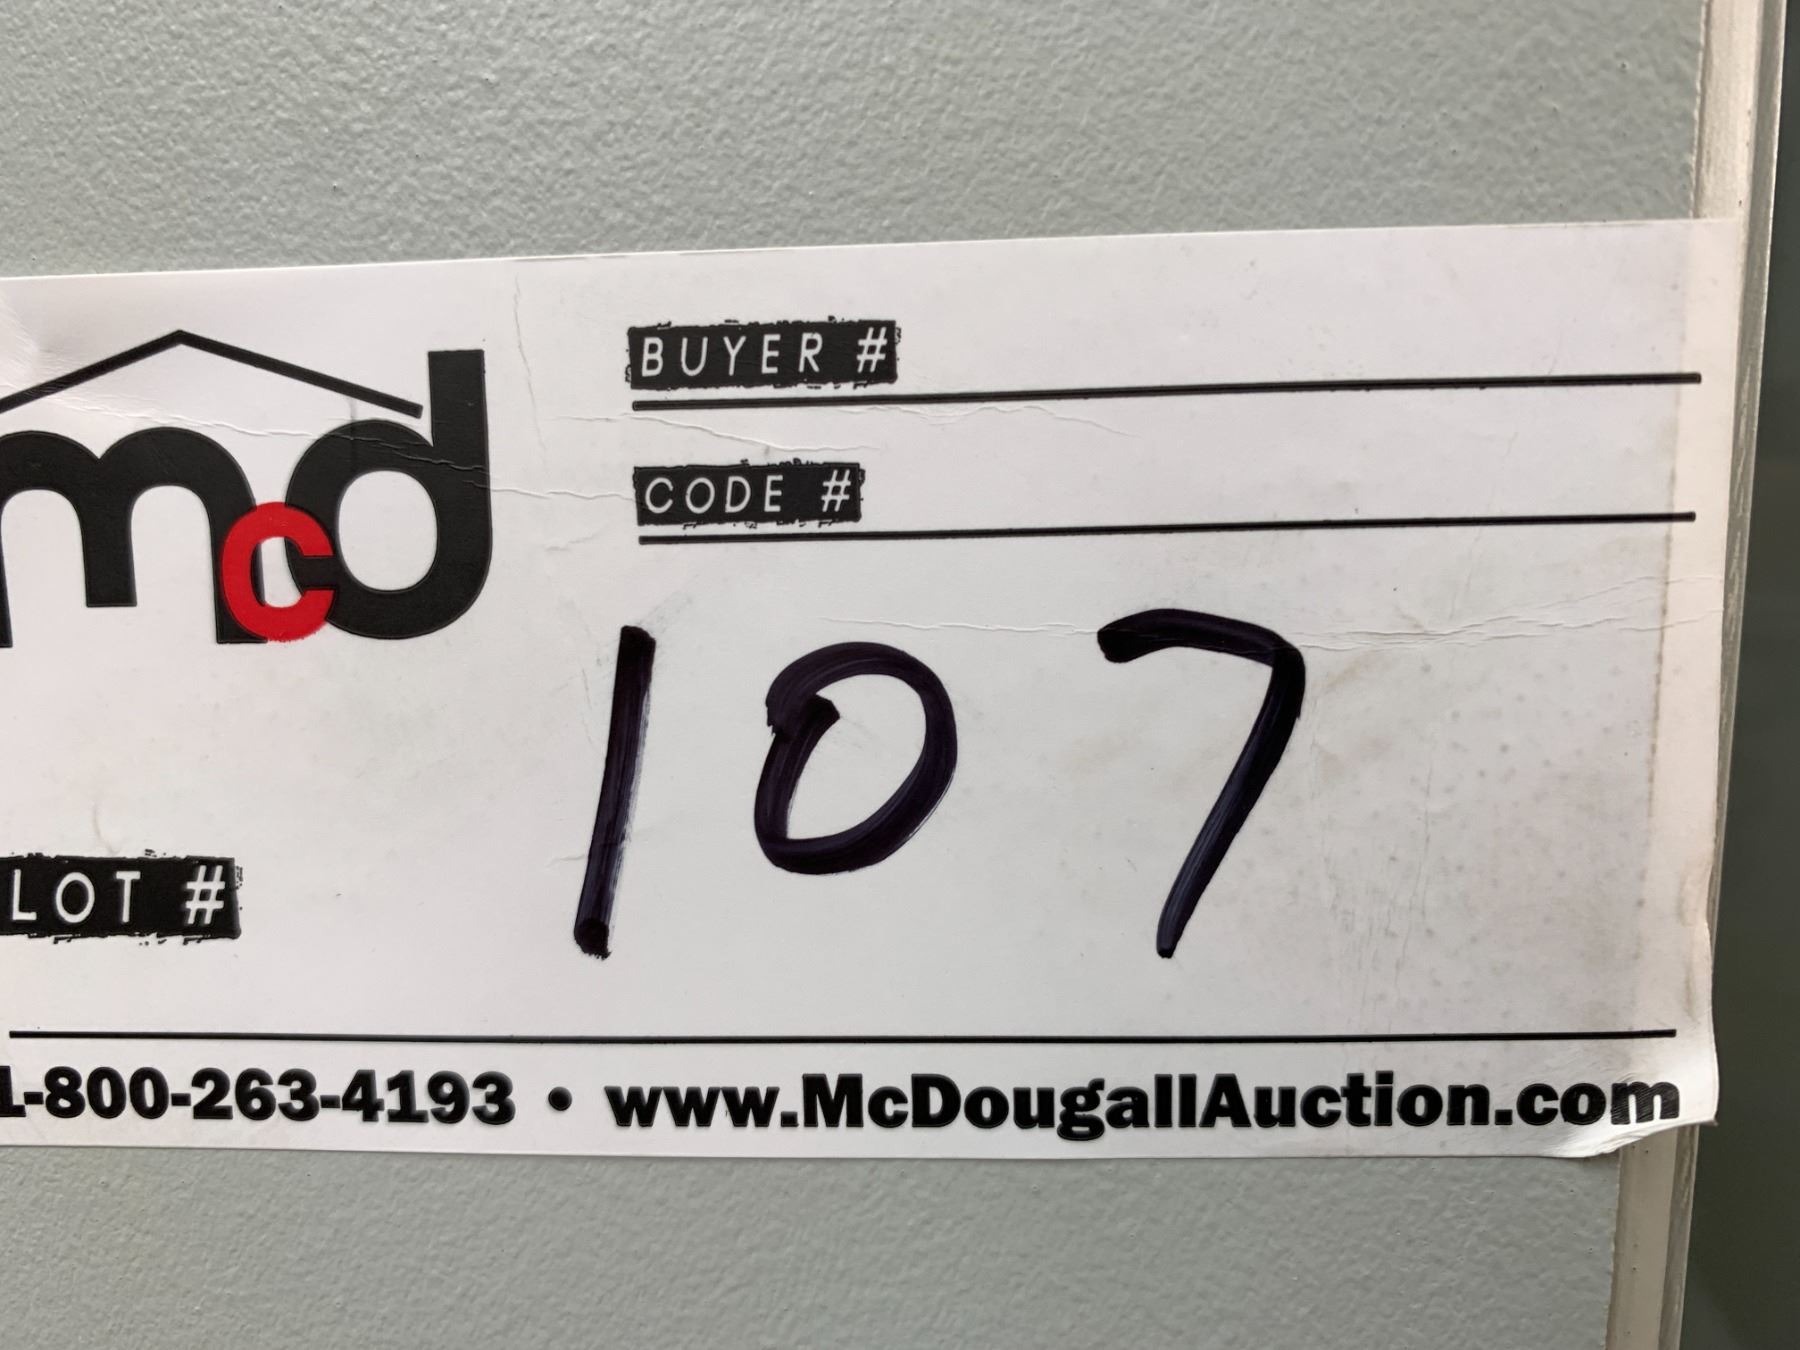 BUYER #
mcd
CODE #
LOT # 107
1-800-263-4193 • www.McDougallAuction.com